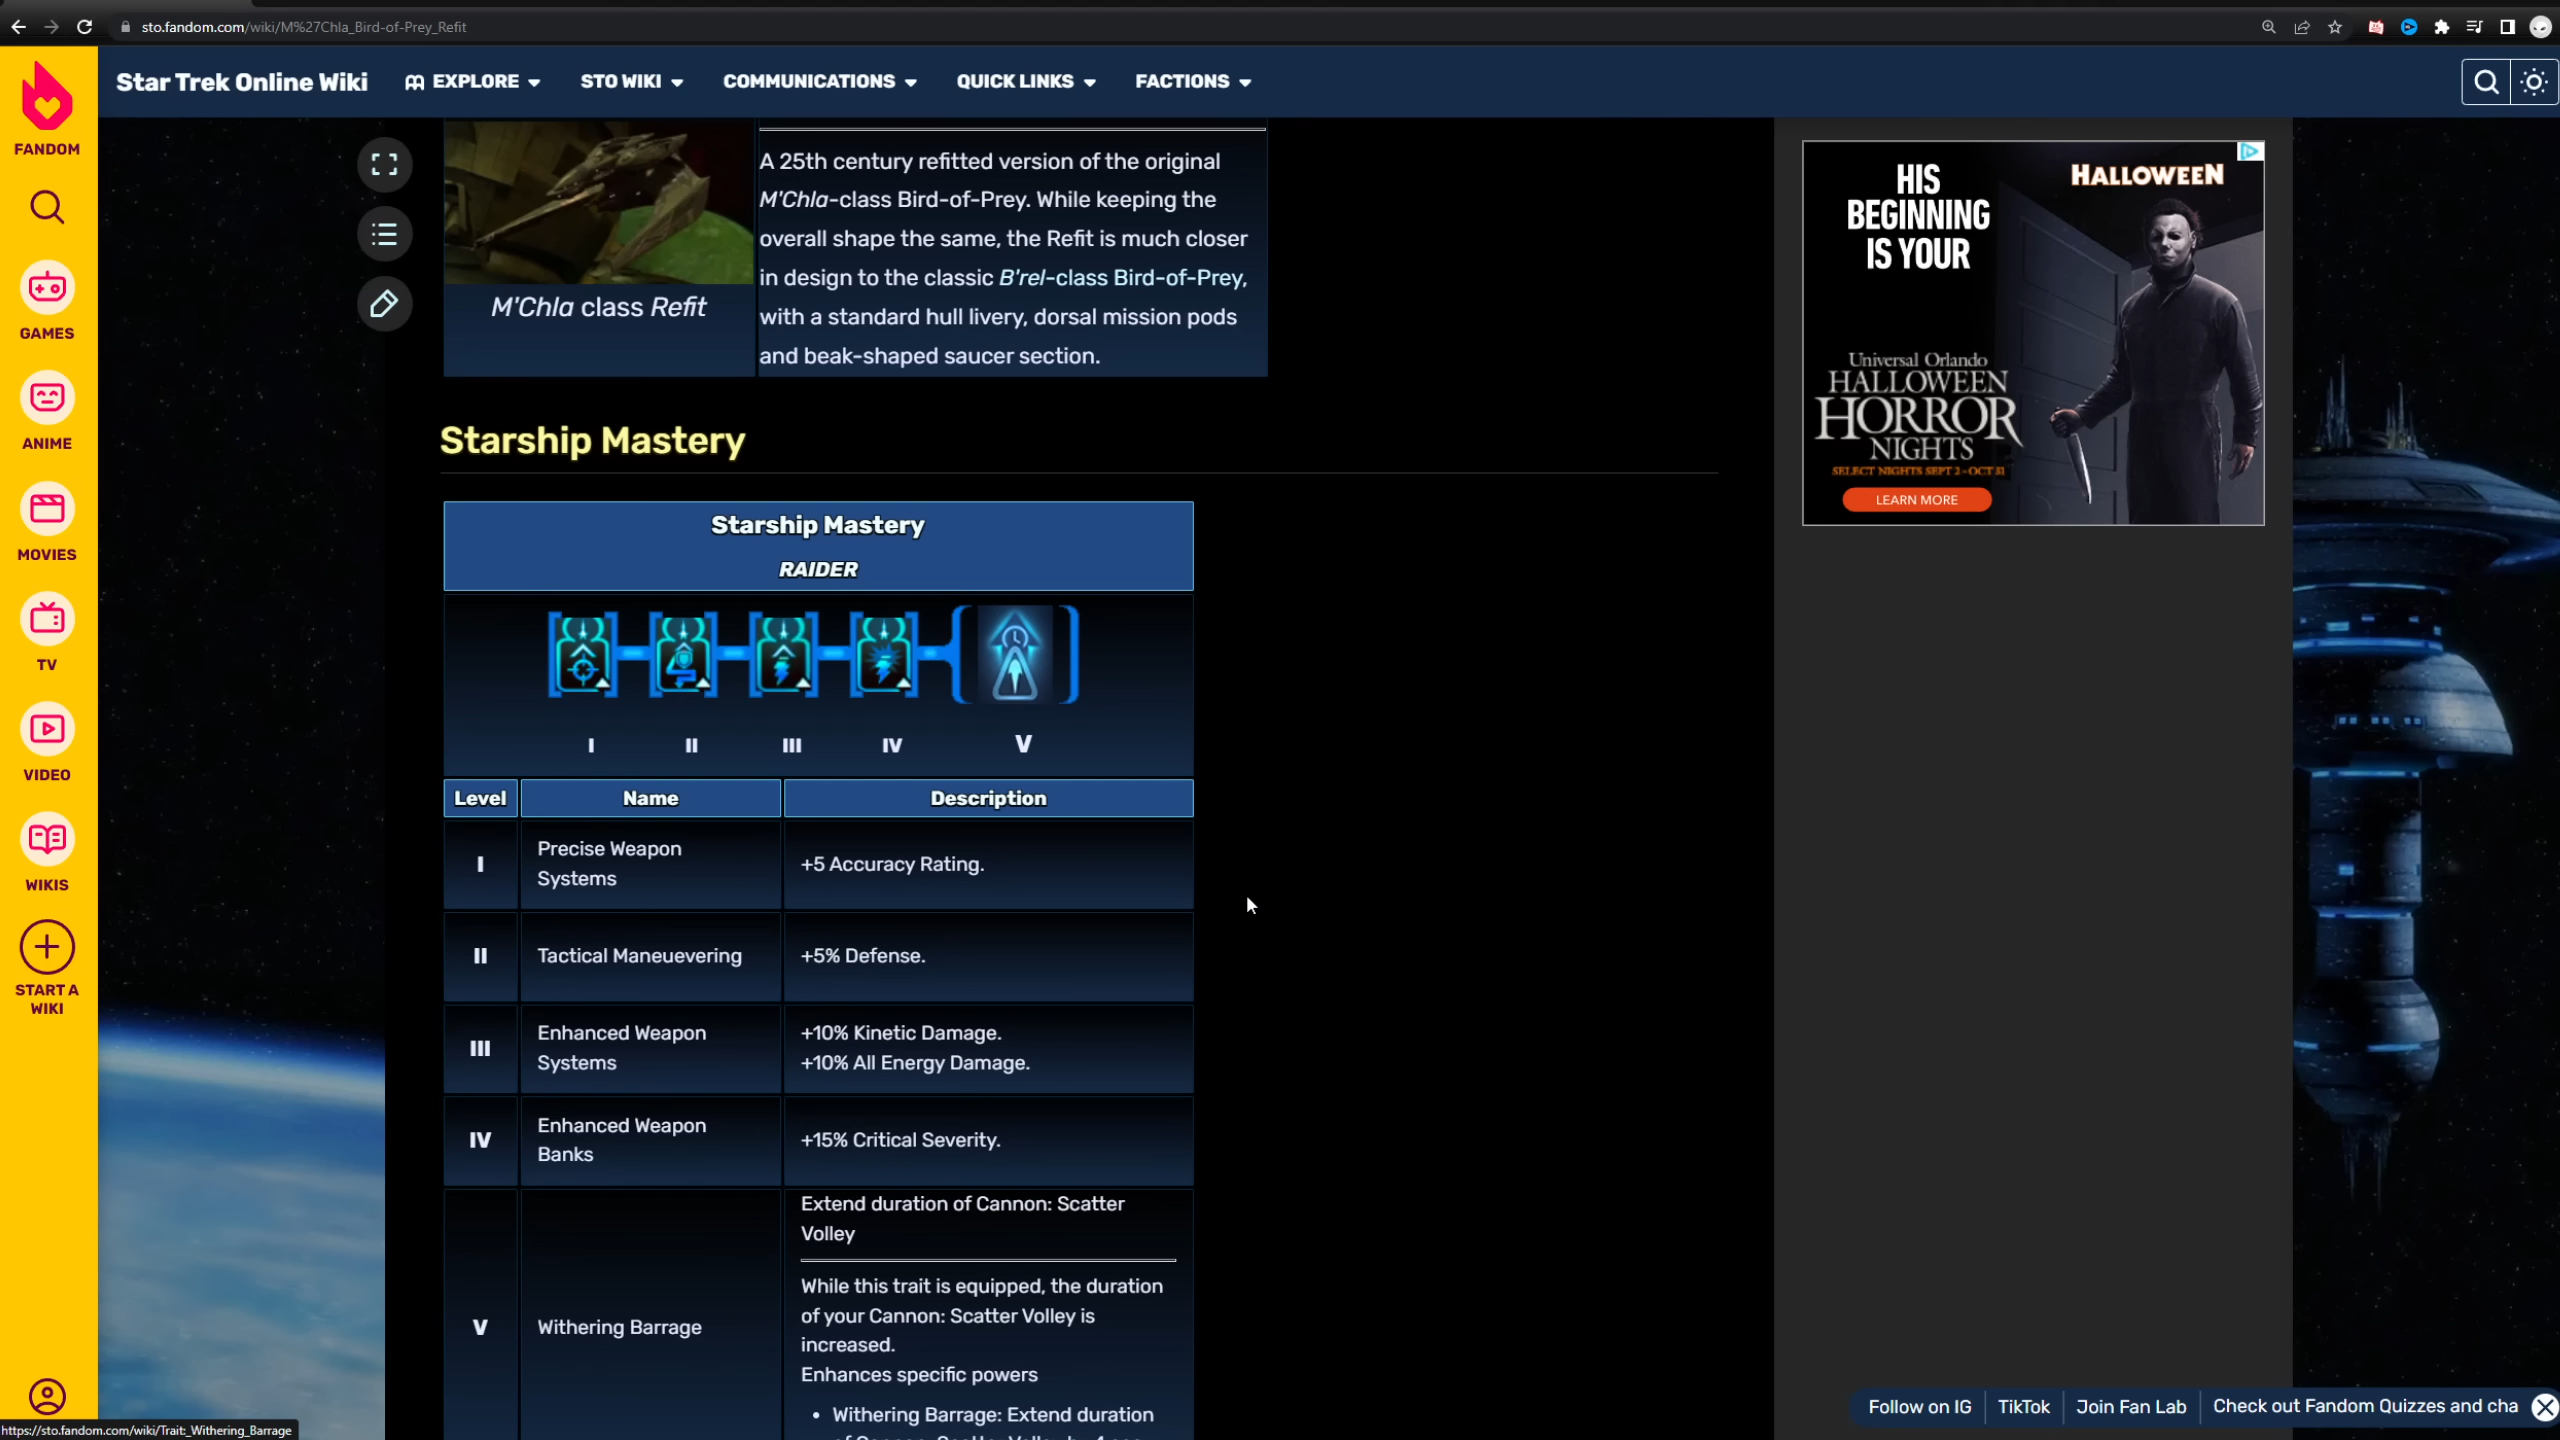 sto.fandom.com/wiki/M%27Chla_Bird-of-Prey_Refit
Star Trek Online Wiki
EXPLORE
STO WIKI
COMMUNICATIONS
QUICK LINKS
FACTIONS
FANDOM
GAMES
ANIME
MOVIES
TV
VIDEO
WIKIS
START A
WIKI
M'Chla class Refit
A 25th century refitted version of the original
M'Chla-class Bird-of-Prey. While keeping the
overall shape the same, the Refit is much closer
in design to the classic B'rel-class Bird-of-Prey,
with a standard hull livery, dorsal mission pods
and beak-shaped saucer section.
Starship Mastery
Starship Mastery
RAIDER
I II III IV V
Level Name Description
I
Precise Weapon
Systems
+5 Accuracy Rating.
II
Tactical Maneuevering
+5% Defense.
III
Enhanced Weapon
Systems
+10% Kinetic Damage.
+10% All Energy Damage.
IV
Enhanced Weapon
Banks
+15% Critical Severity.
V
Withering Barrage
Extend duration of Cannon: Scatter
Volley
While this trait is equipped, the duration
of your Cannon: Scatter Volley is
increased.
Enhances specific powers
• Withering Barrage: Extend duration
HIS
BEGINNING
IS YOUR
HALLOWEEN
Universal Orlando
HALLOWEEN
HORROR
NIGHTS
SELECT NIGHTS SEPT 2 - OCT 31
LEARN MORE
Follow on IG
TikTok
Join Fan Lab
Check out Fandom Quizzes and cha
https://sto.fandom.com/wiki/Trait:_Withering_Barrage